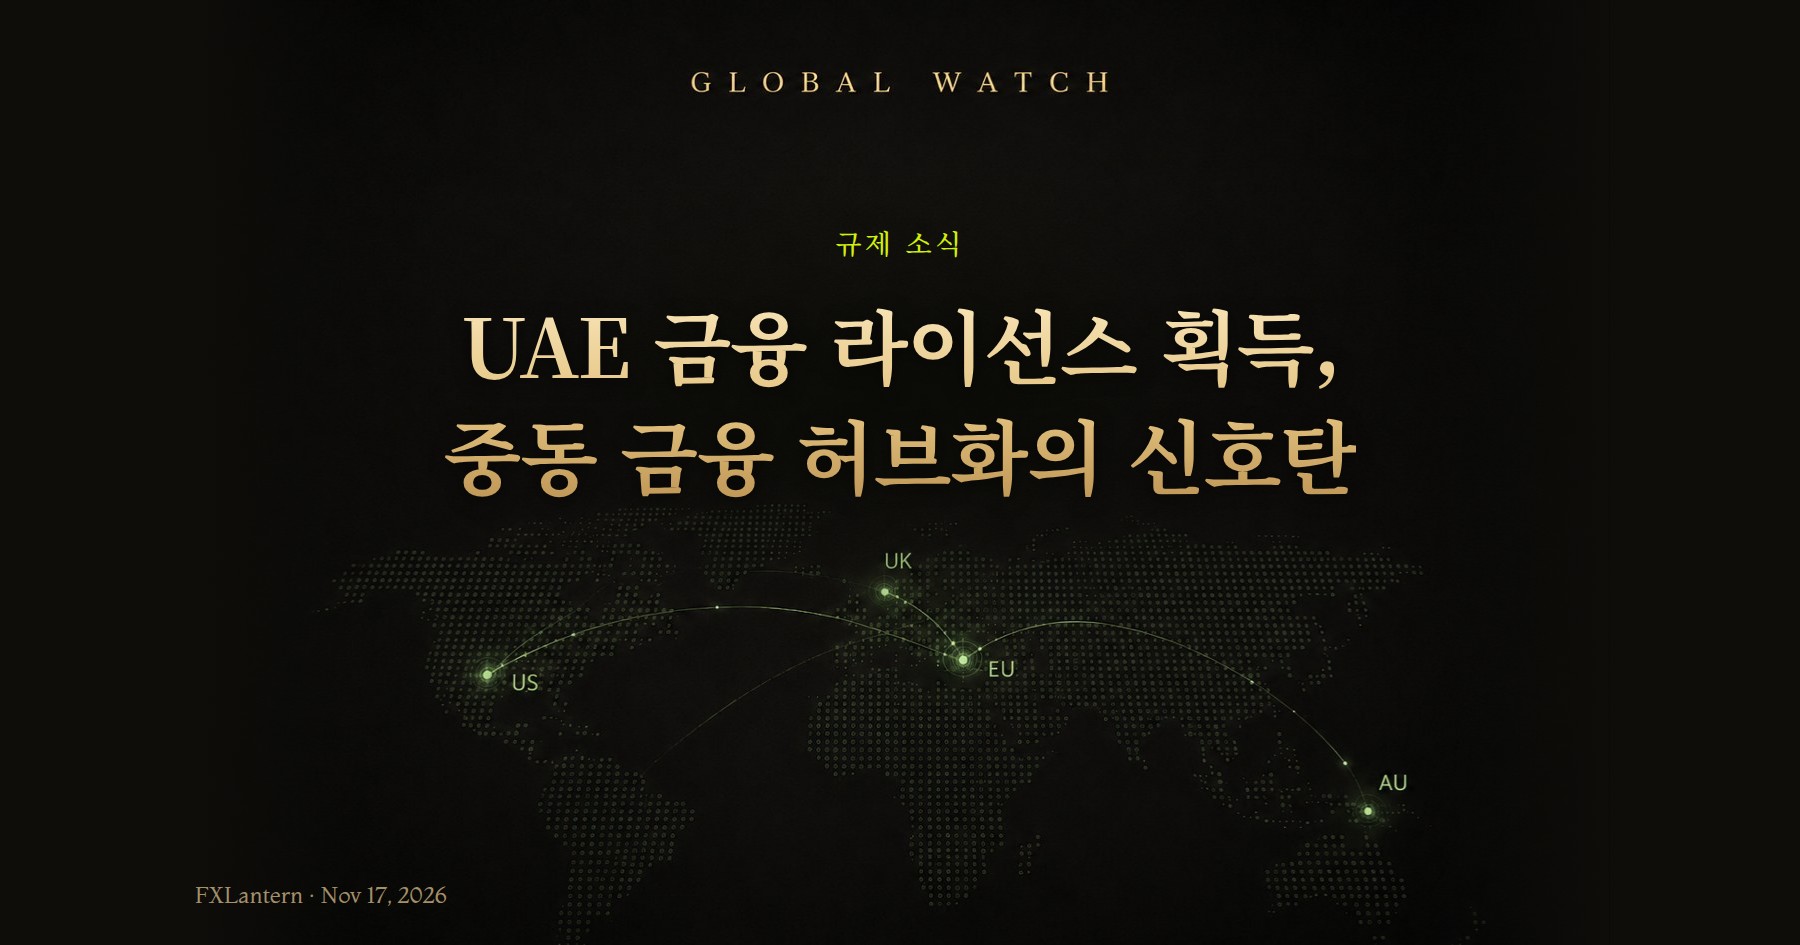 GLOBAL WATCH
규제 소식
UAE 금융 라이선스 획득,
중동 금융 허브화의 신호탄
UK
EU
US
AU
FXLantern · Nov 17, 2026